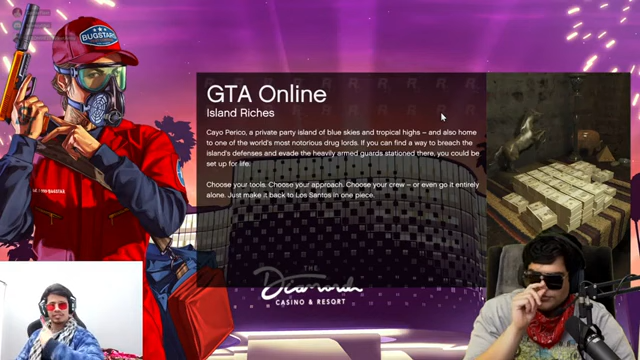 BUGSTARS
GTA Online
Island Riches
Cayo Perico, a private party island of blue skies and tropical highs – and also home
to one of the world's most notorious drug lords. If you can find a way to breach the
island's defenses and evade the heavily armed guards stationed there, you could be
set up for life.
Choose your tools. Choose your approach. Choose your crew – or even go it entirely
alone. Just make it back to Los Santos in one piece.
THE
Diamond
CASINO & RESORT